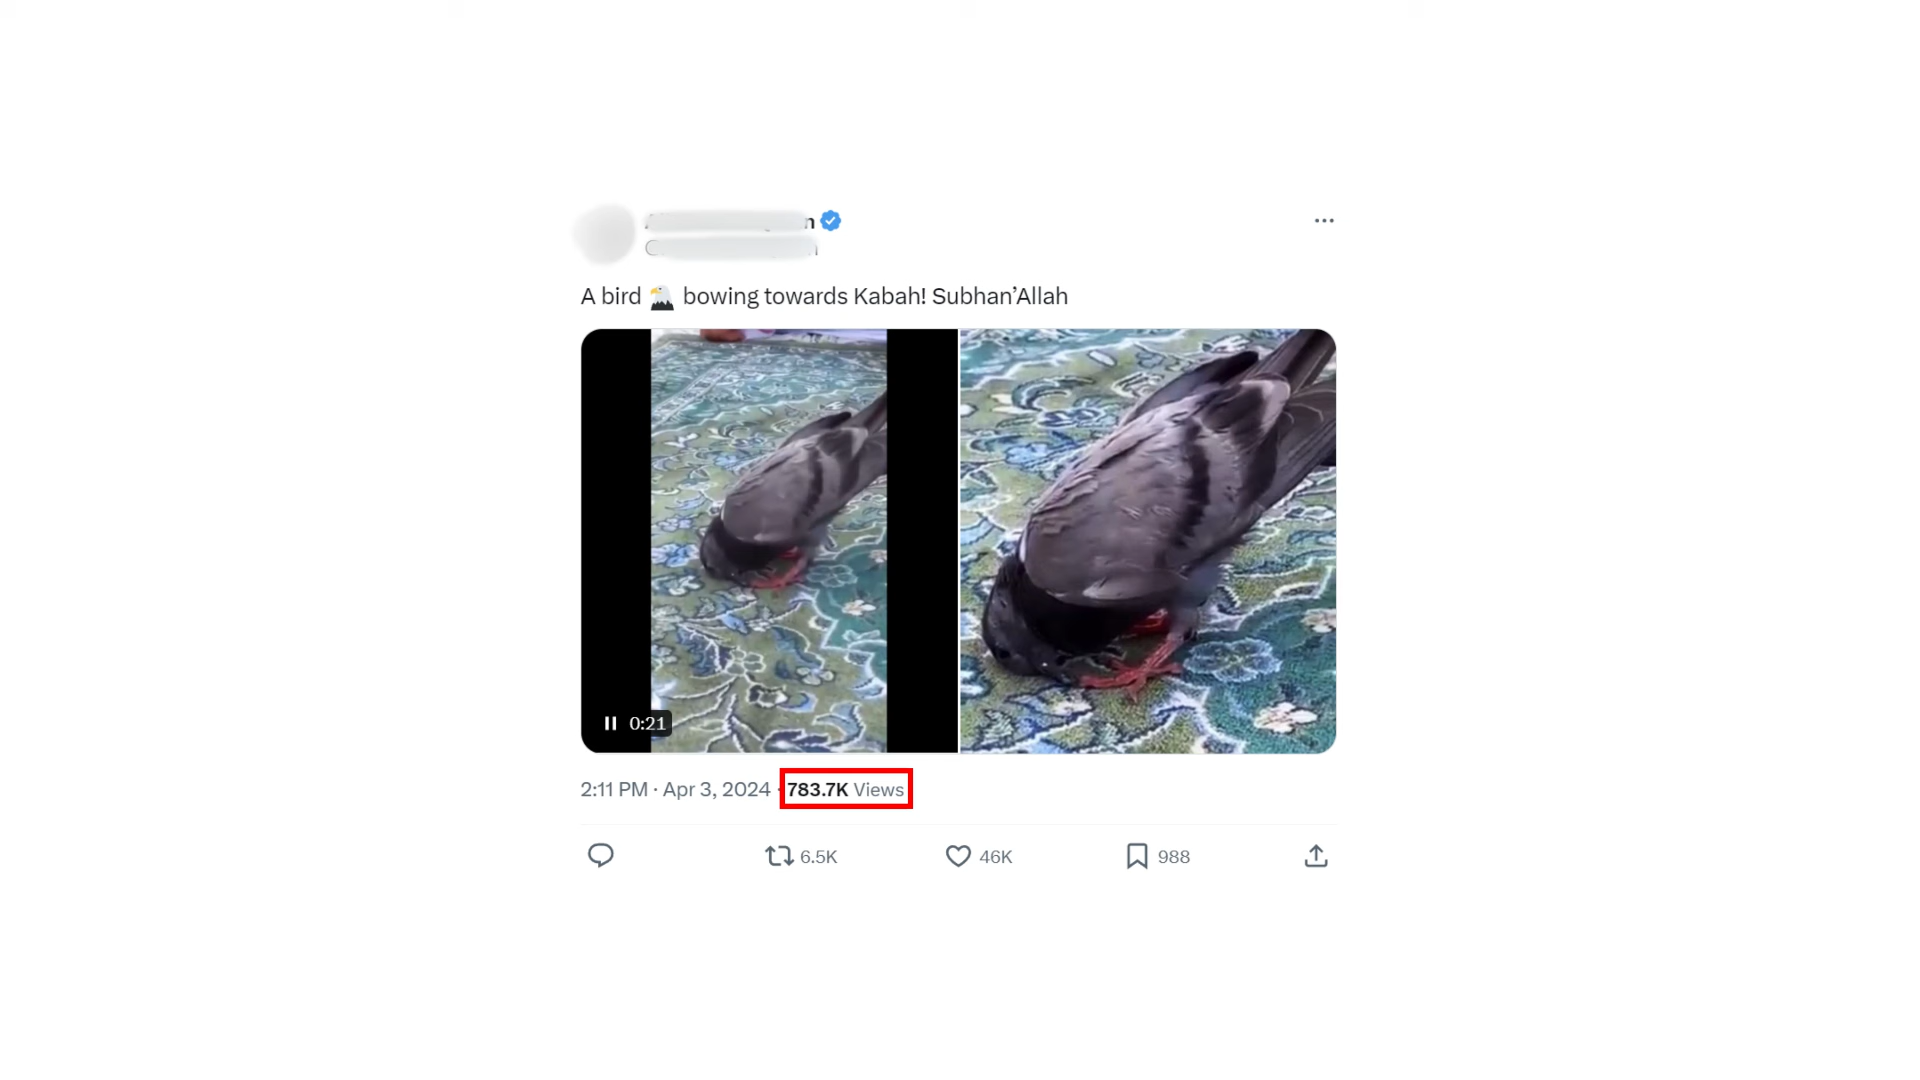 A bird 🦅 bowing towards Kabah! Subhan’Allah
0:21
2:11 PM · Apr 3, 2024 · 783.7K Views
6.5K 46K 988